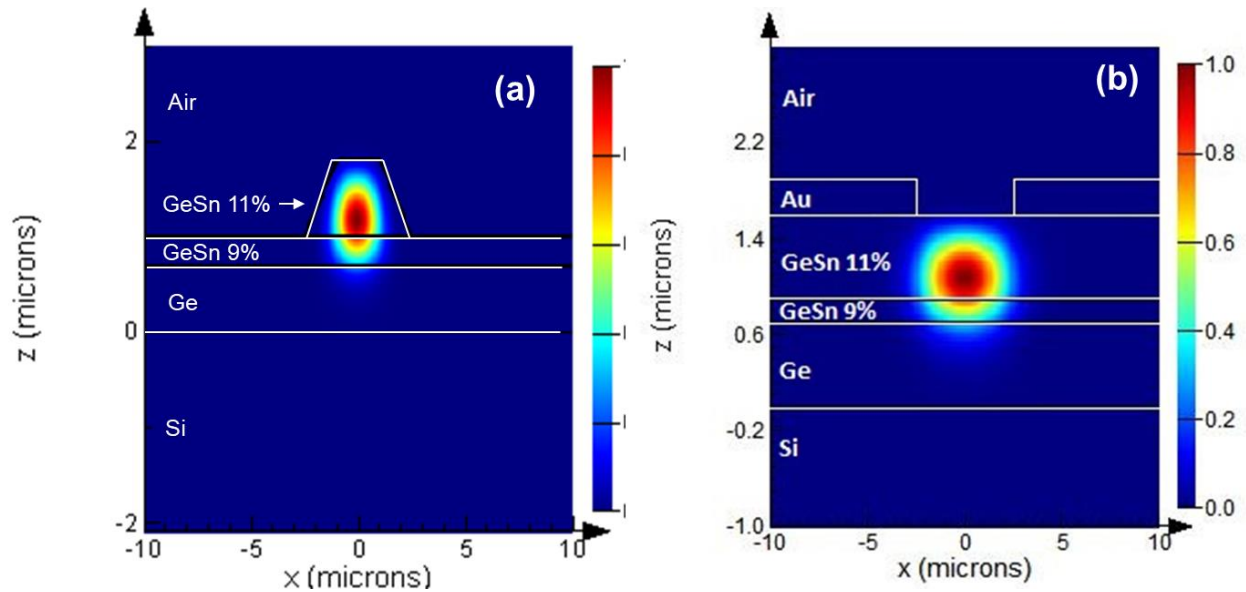 (a)
Air
2
GeSn 11%
GeSn 9%
Ge
0
Si
-2
-10
-5
0
5
10
x (microns)
z (microns)
(b)
1.0
Air
0.8
2.2
Au
0.6
1.4
GeSn 11%
GeSn 9%
0.4
0.6
Ge
0.2
-0.2
Si
0.0
-1.0
-10
-5
0
5
10
x (microns)
z (microns)